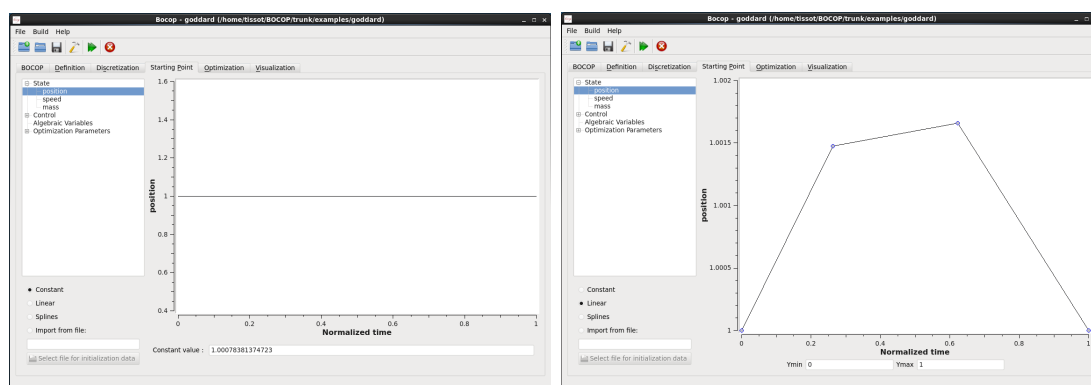 Bocop - goddard (/home/tissot/BOCOP/trunk/examples/goddard)
File Build Help
BOCOP Definition Discretization Starting Point Optimization Visualization
State
position
speed
mass
Control
Algebraic Variables
Optimization Parameters
Constant
Linear
Splines
Import from file:
Select file for initialization data
1.6
1.4
1.2
1
0.8
0.6
0.4
position
0 0.2 0.4 0.6 0.8 1
Normalized time
Constant value : 1.00078381374723
Bocop - goddard (/home/tissot/BOCOP/trunk/examples/goddard)
File Build Help
BOCOP Definition Discretization Starting Point Optimization Visualization
State
position
speed
mass
Control
Algebraic Variables
Optimization Parameters
Constant
Linear
Splines
Import from file:
Select file for initialization data
1.002
1.0015
1.001
1.0005
1
position
0 0.2 0.4 0.6 0.8 1
Normalized time
Ymin 0 Ymax 1